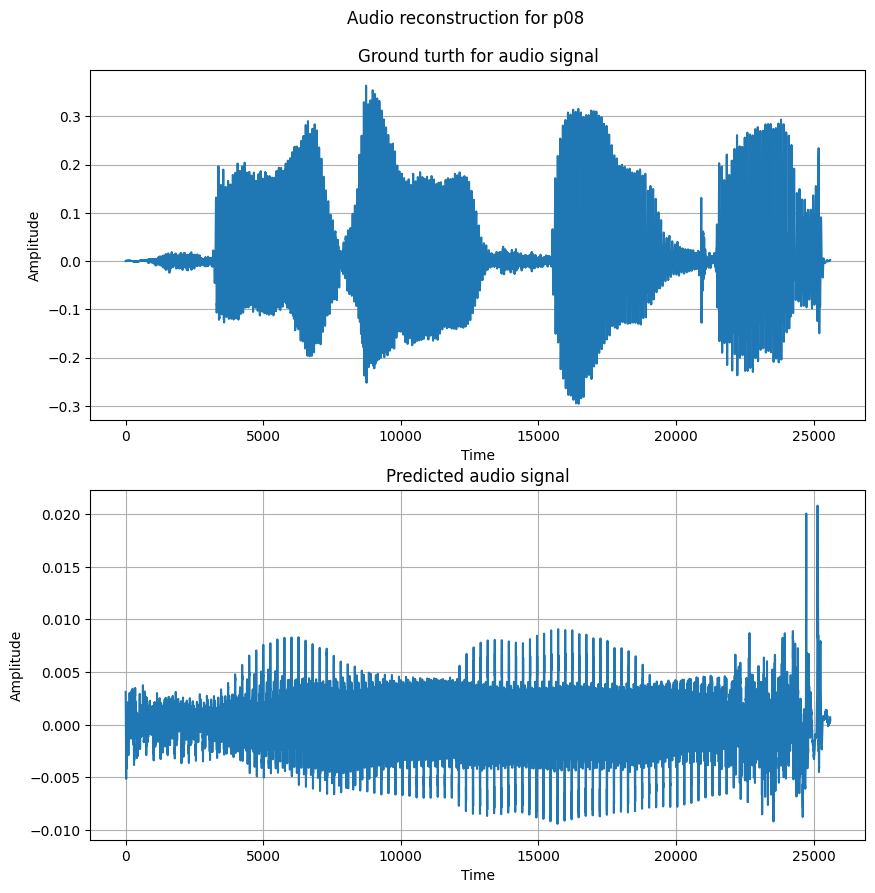 Audio reconstruction for p08
Ground turth for audio signal
0.3
0.2
0.1
0.0
−0.1
−0.2
−0.3
Amplitude
0 5000 10000 15000 20000 25000
Time
Predicted audio signal
0.020
0.015
0.010
0.005
0.000
−0.005
−0.010
Amplitude
0 5000 10000 15000 20000 25000
Time